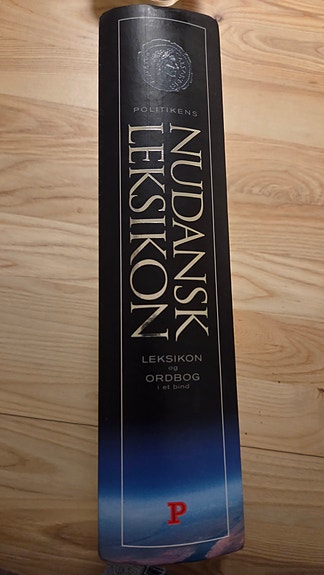 POLITIKENS
NUDANSK
LEKSIKON
LEKSIKON
og
ORDBOG
i et bind
P